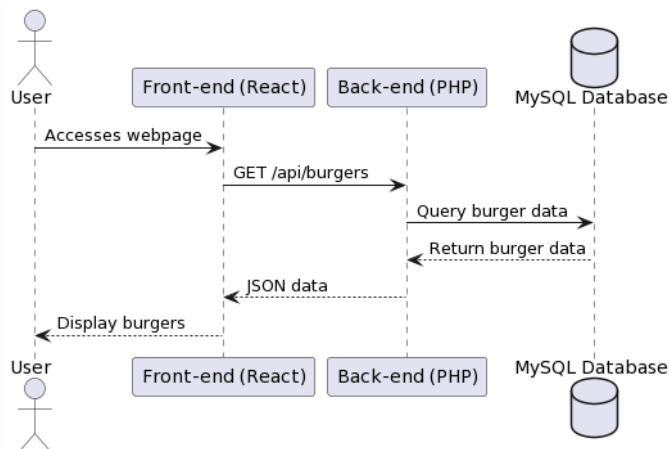 User
Front-end (React)
Back-end (PHP)
MySQL Database
Accesses webpage
GET /api/burgers
Query burger data
Return burger data
JSON data
Display burgers
User
Front-end (React)
Back-end (PHP)
MySQL Database